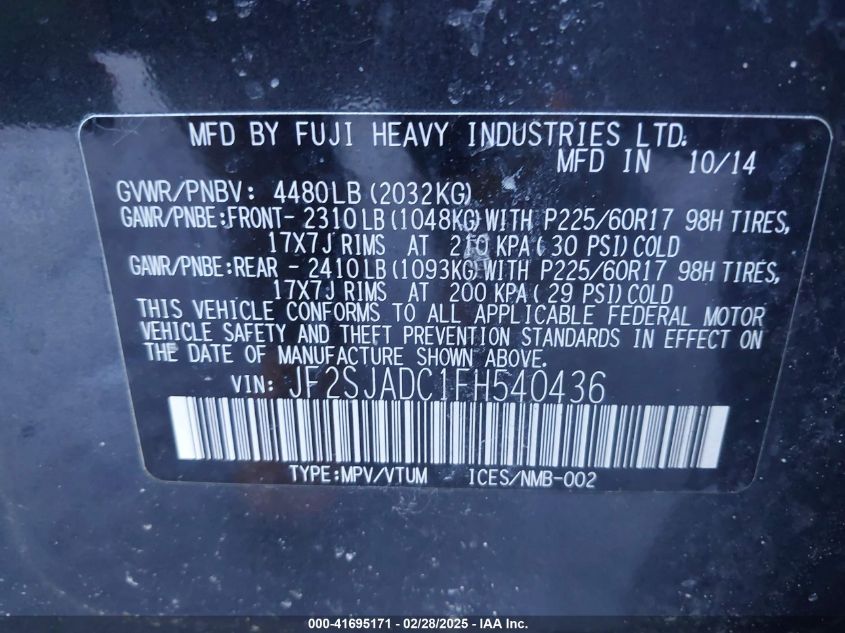 MFD BY FUJI HEAVY INDUSTRIES LTD.
MFD IN 10/14
GVWR/PNBV: 4480LB(2032KG)
GAWR/PNBE:FRONT- 2310LB(1048KG)WITH P225/60R17 98H TIRES,
17X7J RIMS AT 210 KPA(30 PSI)COLD
GAWR/PNBE:REAR - 2410LB(1093KG)WITH P225/60R17 98H TIRES,
17X7J RIMS AT 200 KPA(29 PSI)COLD
THIS VEHICLE CONFORMS TO ALL APPLICABLE FEDERAL MOTOR
VEHICLE SAFETY AND THEFT PREVENTION STANDARDS IN EFFECT ON
THE DATE OF MANUFACTURE SHOWN ABOVE.
VIN: JF2SJADC1FH540436
TYPE:MPV/VTUM ICES/NMB-002
000-41695171 - 02/28/2025 - IAAI.COM